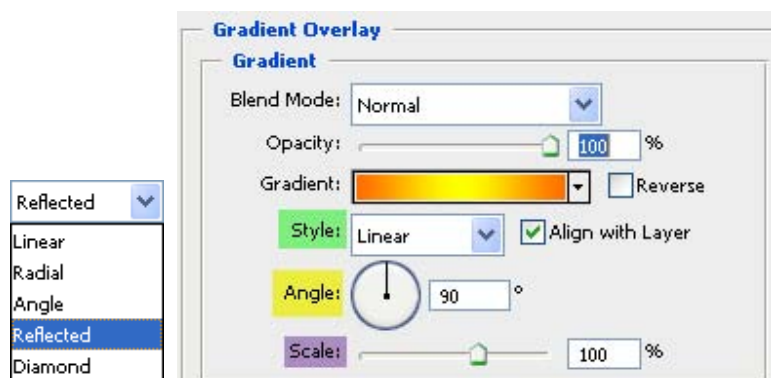 Reflected
Linear
Radial
Angle
Reflected
Diamond
Gradient Overlay
Gradient
Blend Mode: Normal
Opacity: 100 %
Gradient: Reverse
Style: Linear Align with Layer
Angle: 90 °
Scale: 100 %